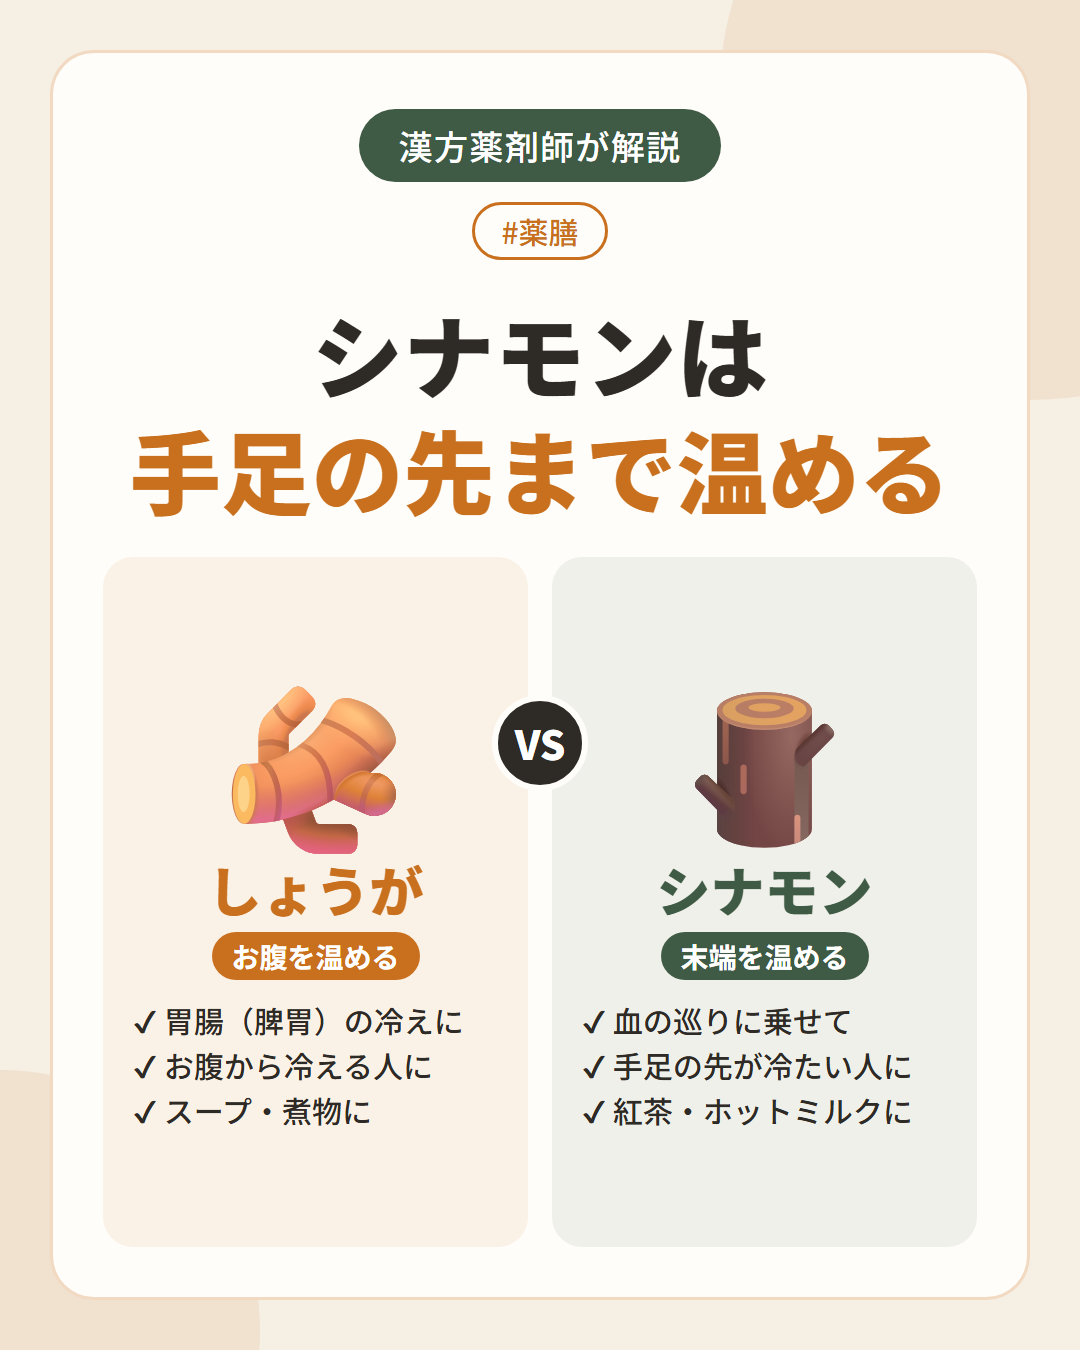 漢方薬剤師が解説
#薬膳
シナモンは
手足の先まで温める
VS
しょうが
お腹を温める
✓胃腸（脾胃）の冷えに
✓お腹から冷える人に
✓スープ・煮物に
シナモン
末端を温める
✓血の巡りに乗せて
✓手足の先が冷たい人に
✓紅茶・ホットミルクに